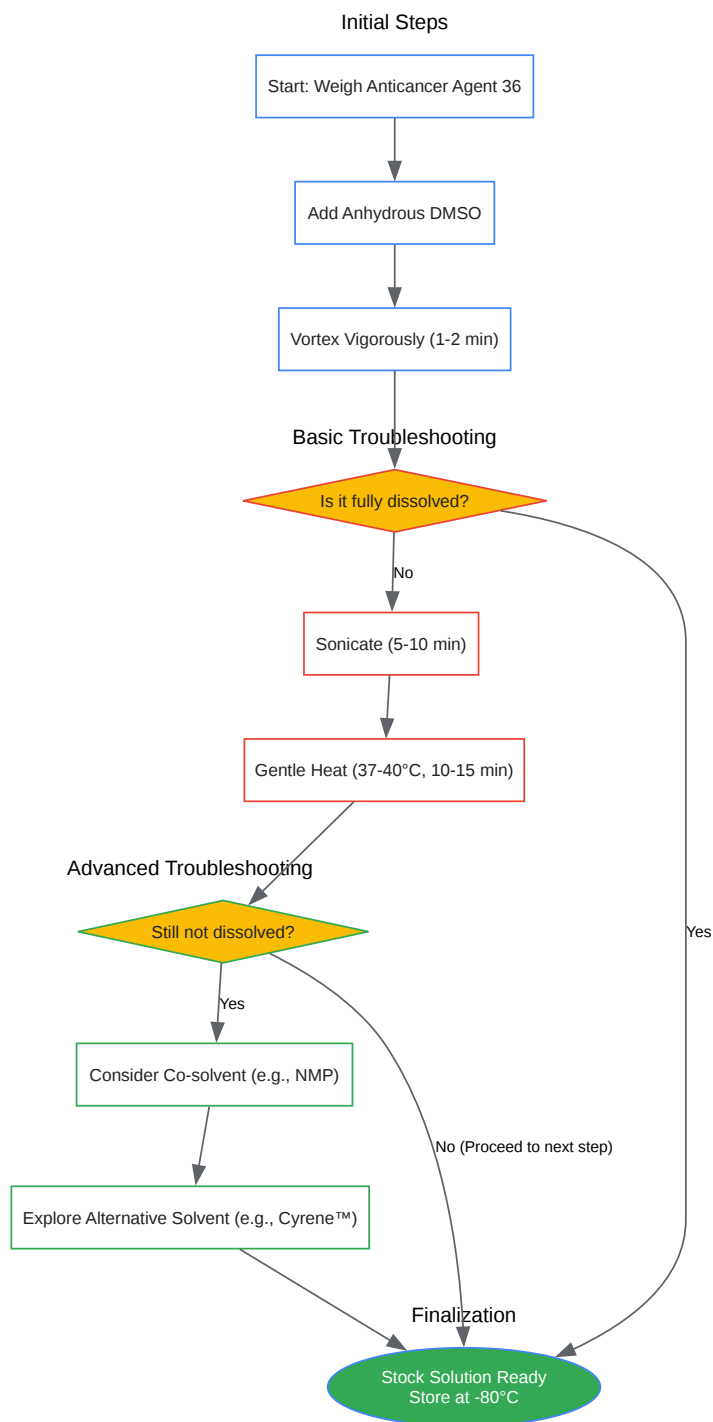 Initial Steps
Start: Weigh Anticancer Agent 36
Add Anhydrous DMSO
Vortex Vigorously (1-2 min)
Basic Troubleshooting
Is it fully dissolved?
No
Sonicate (5-10 min)
Gentle Heat (37-40°C, 10-15 min)
Advanced Troubleshooting
Still not dissolved?
Yes
Yes
Consider Co-solvent (e.g., NMP)
No (Proceed to next step)
Explore Alternative Solvent (e.g., Cyrene™)
Finalization
Stock Solution Ready
Store at -80°C